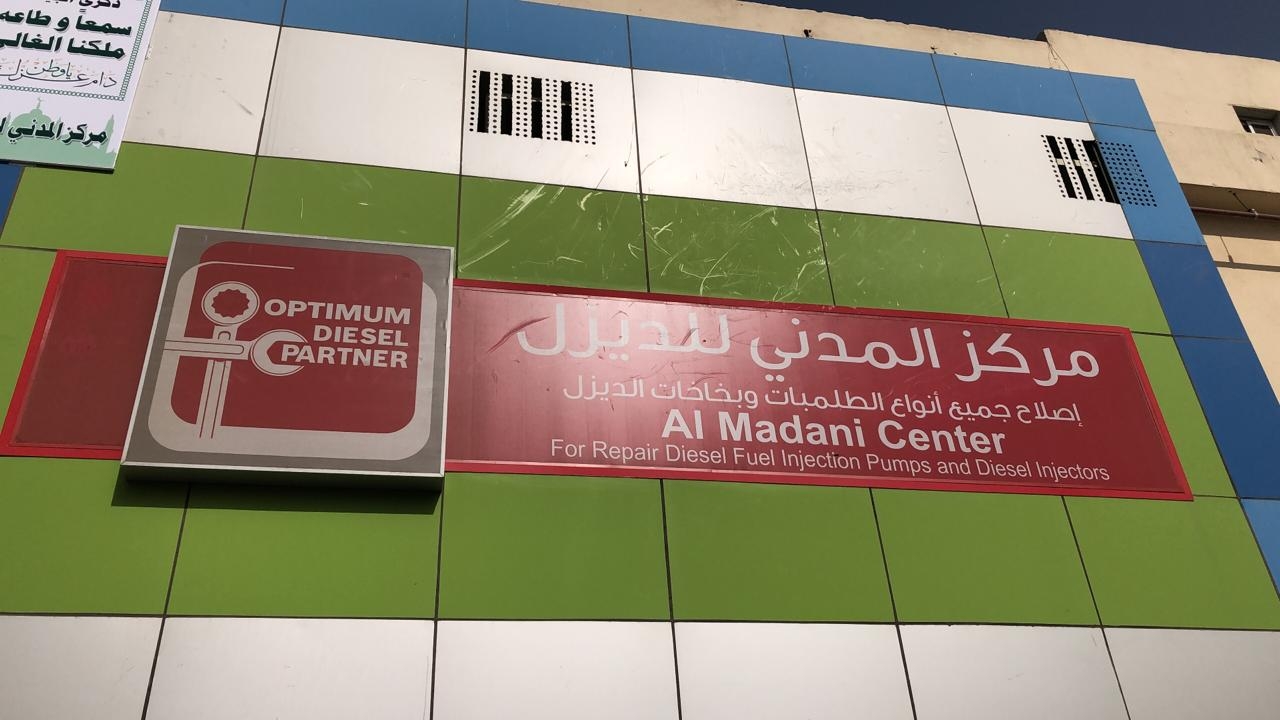 سمعاً و طاعه
ملكنا الغالي
مركز المدني
OPTIMUM
DIESEL
PARTNER
مركز المدني للديزل
إصلاح جميع أنواع الطلمبات وبخاخات الديزل
Al Madani Center
For Repair Diesel Fuel Injection Pumps and Diesel Injectors